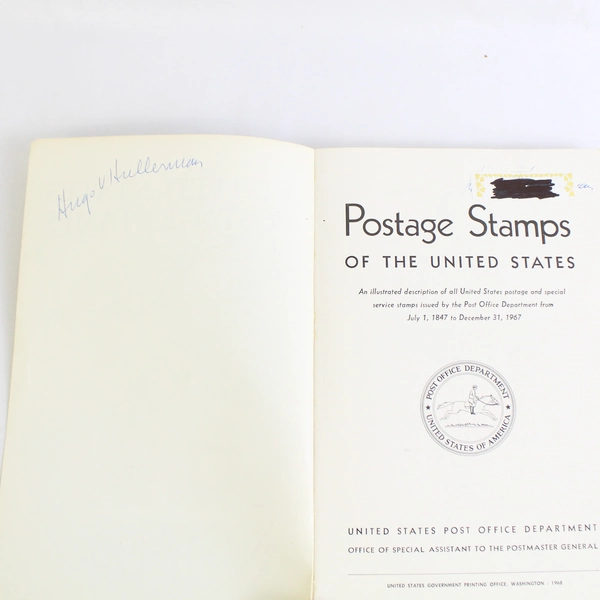 Hugo V Hullerman
Postage Stamps
OF THE UNITED STATES
An illustrated description of all United States postage and special
service stamps issued by the Post Office Department from
July 1, 1847 to December 31, 1967
POST OFFICE DEPARTMENT
UNITED STATES OF AMERICA
UNITED STATES POST OFFICE DEPARTMENT
OFFICE OF SPECIAL ASSISTANT TO THE POSTMASTER GENERAL
UNITED STATES GOVERNMENT PRINTING OFFICE, WASHINGTON : 1968